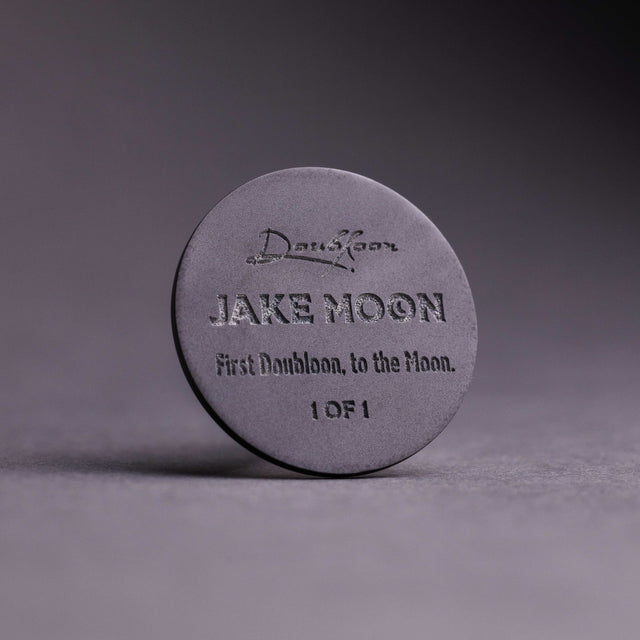 Doubloon
JAKE MOON
First Doubloon, to the Moon.
1 OF 1